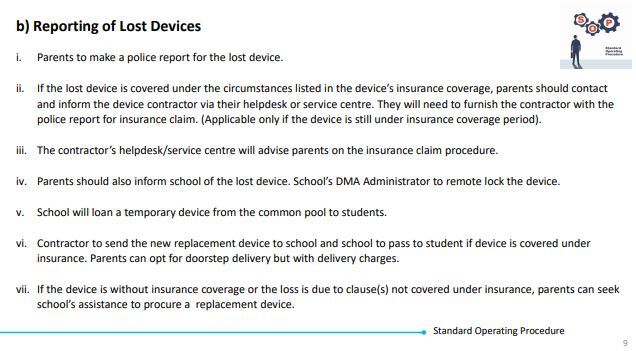 b) Reporting of Lost Devices
S O P
Standard
Operating
Procedure
i. Parents to make a police report for the lost device.
ii. If the lost device is covered under the circumstances listed in the device's insurance coverage, parents should contact
and inform the device contractor via their helpdesk or service centre. They will need to furnish the contractor with the
police report for insurance claim. (Applicable only if the device is still under insurance coverage period).
iii. The contractor's helpdesk/service centre will advise parents on the insurance claim procedure.
iv. Parents should also inform school of the lost device. School's DMA Administrator to remote lock the device.
v. School will loan a temporary device from the common pool to students.
vi. Contractor to send the new replacement device to school and school to pass to student if device is covered under
insurance. Parents can opt for doorstep delivery but with delivery charges.
vii. If the device is without insurance coverage or the loss is due to clause(s) not covered under insurance, parents can seek
school's assistance to procure a replacement device.
Standard Operating Procedure
9